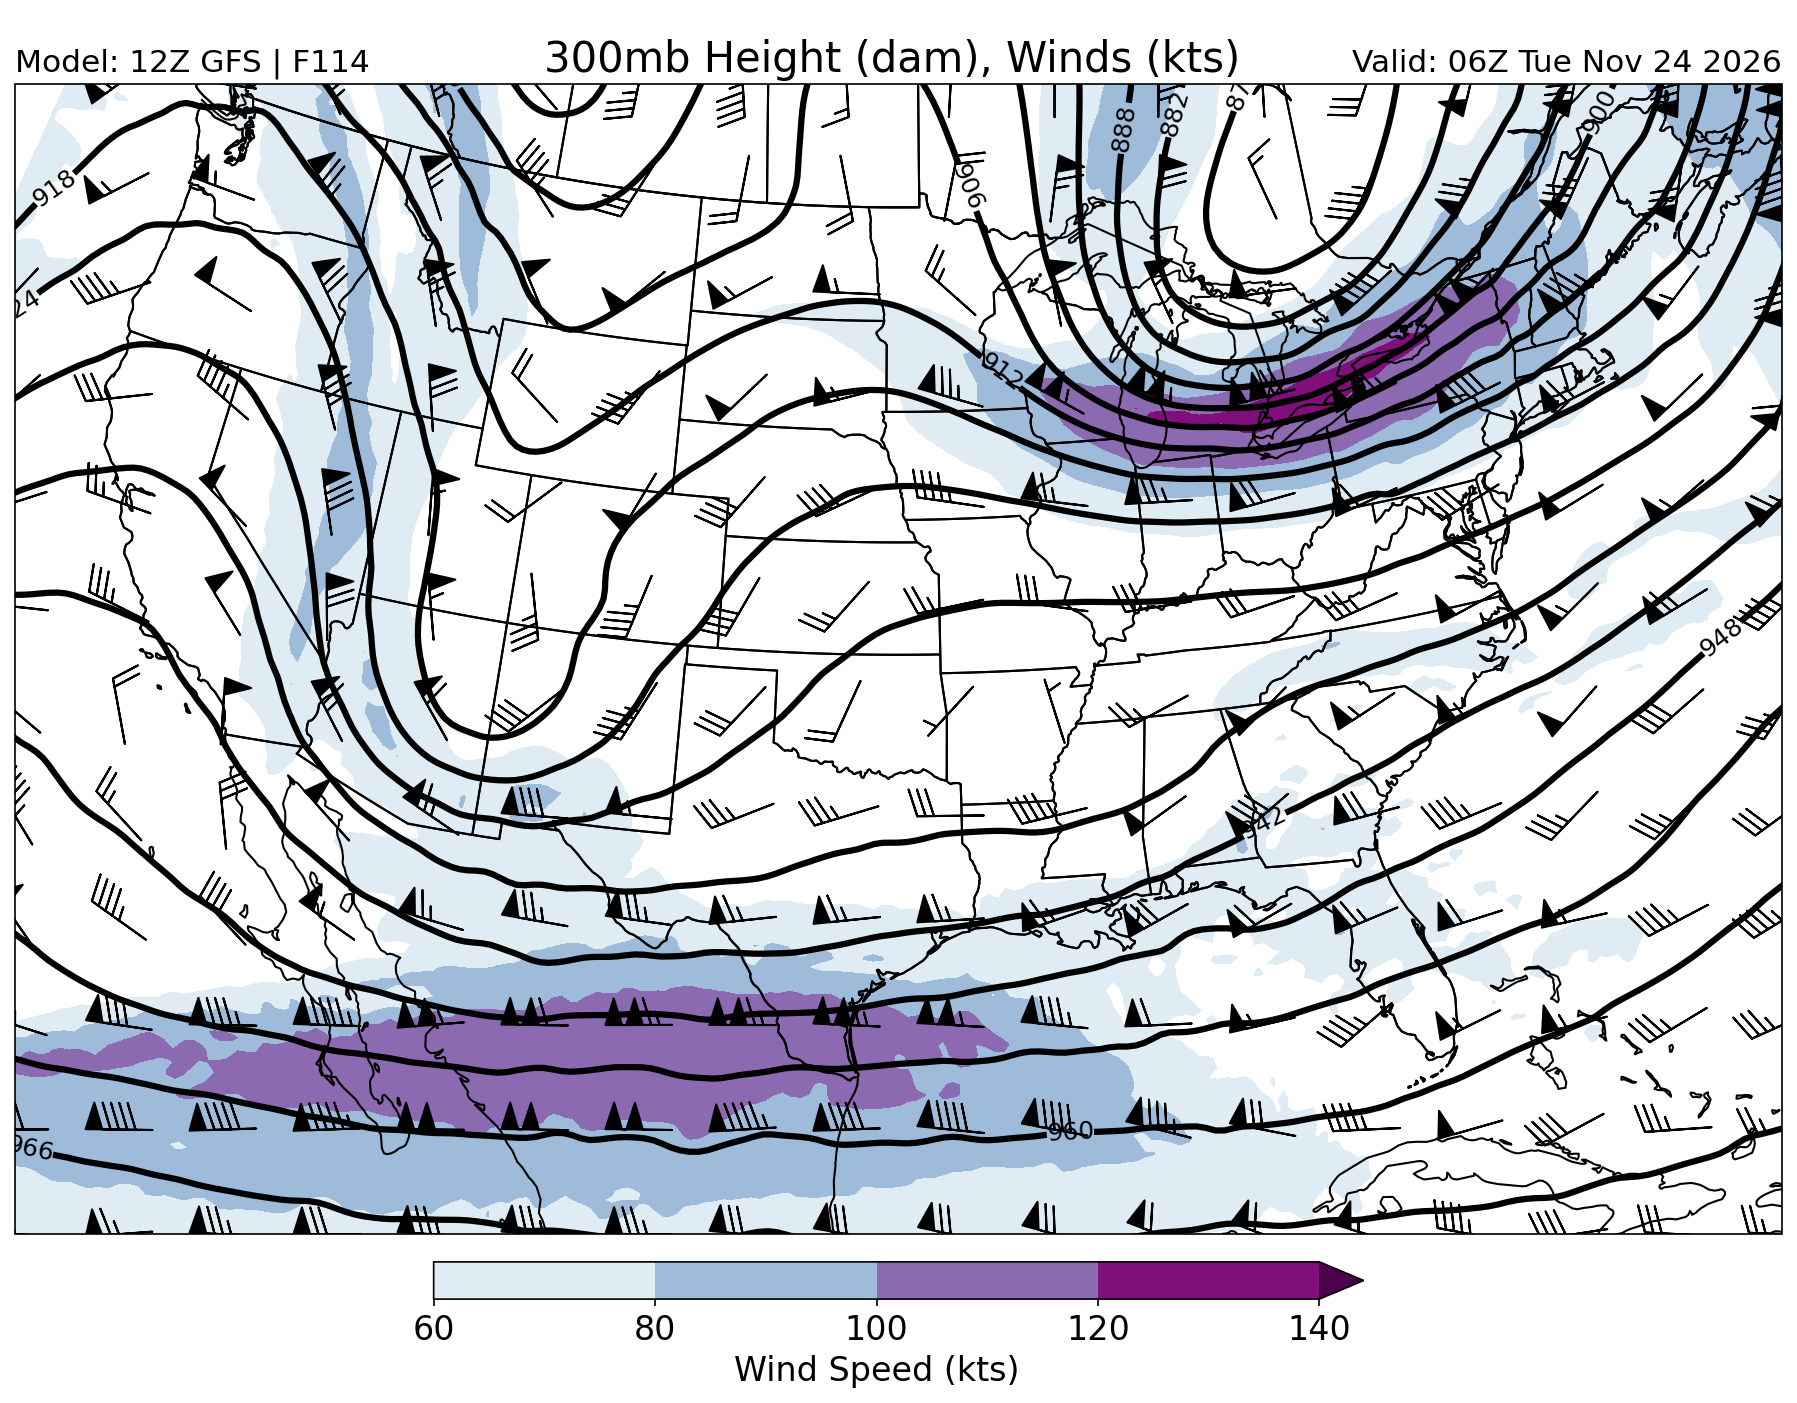 Model: 12Z GFS | F114
300mb Height (dam), Winds (kts)
Valid: 06Z Tue Nov 24 2026
888
882
900
918
906
912
948
942
960
966
60 80 100 120 140
Wind Speed (kts)